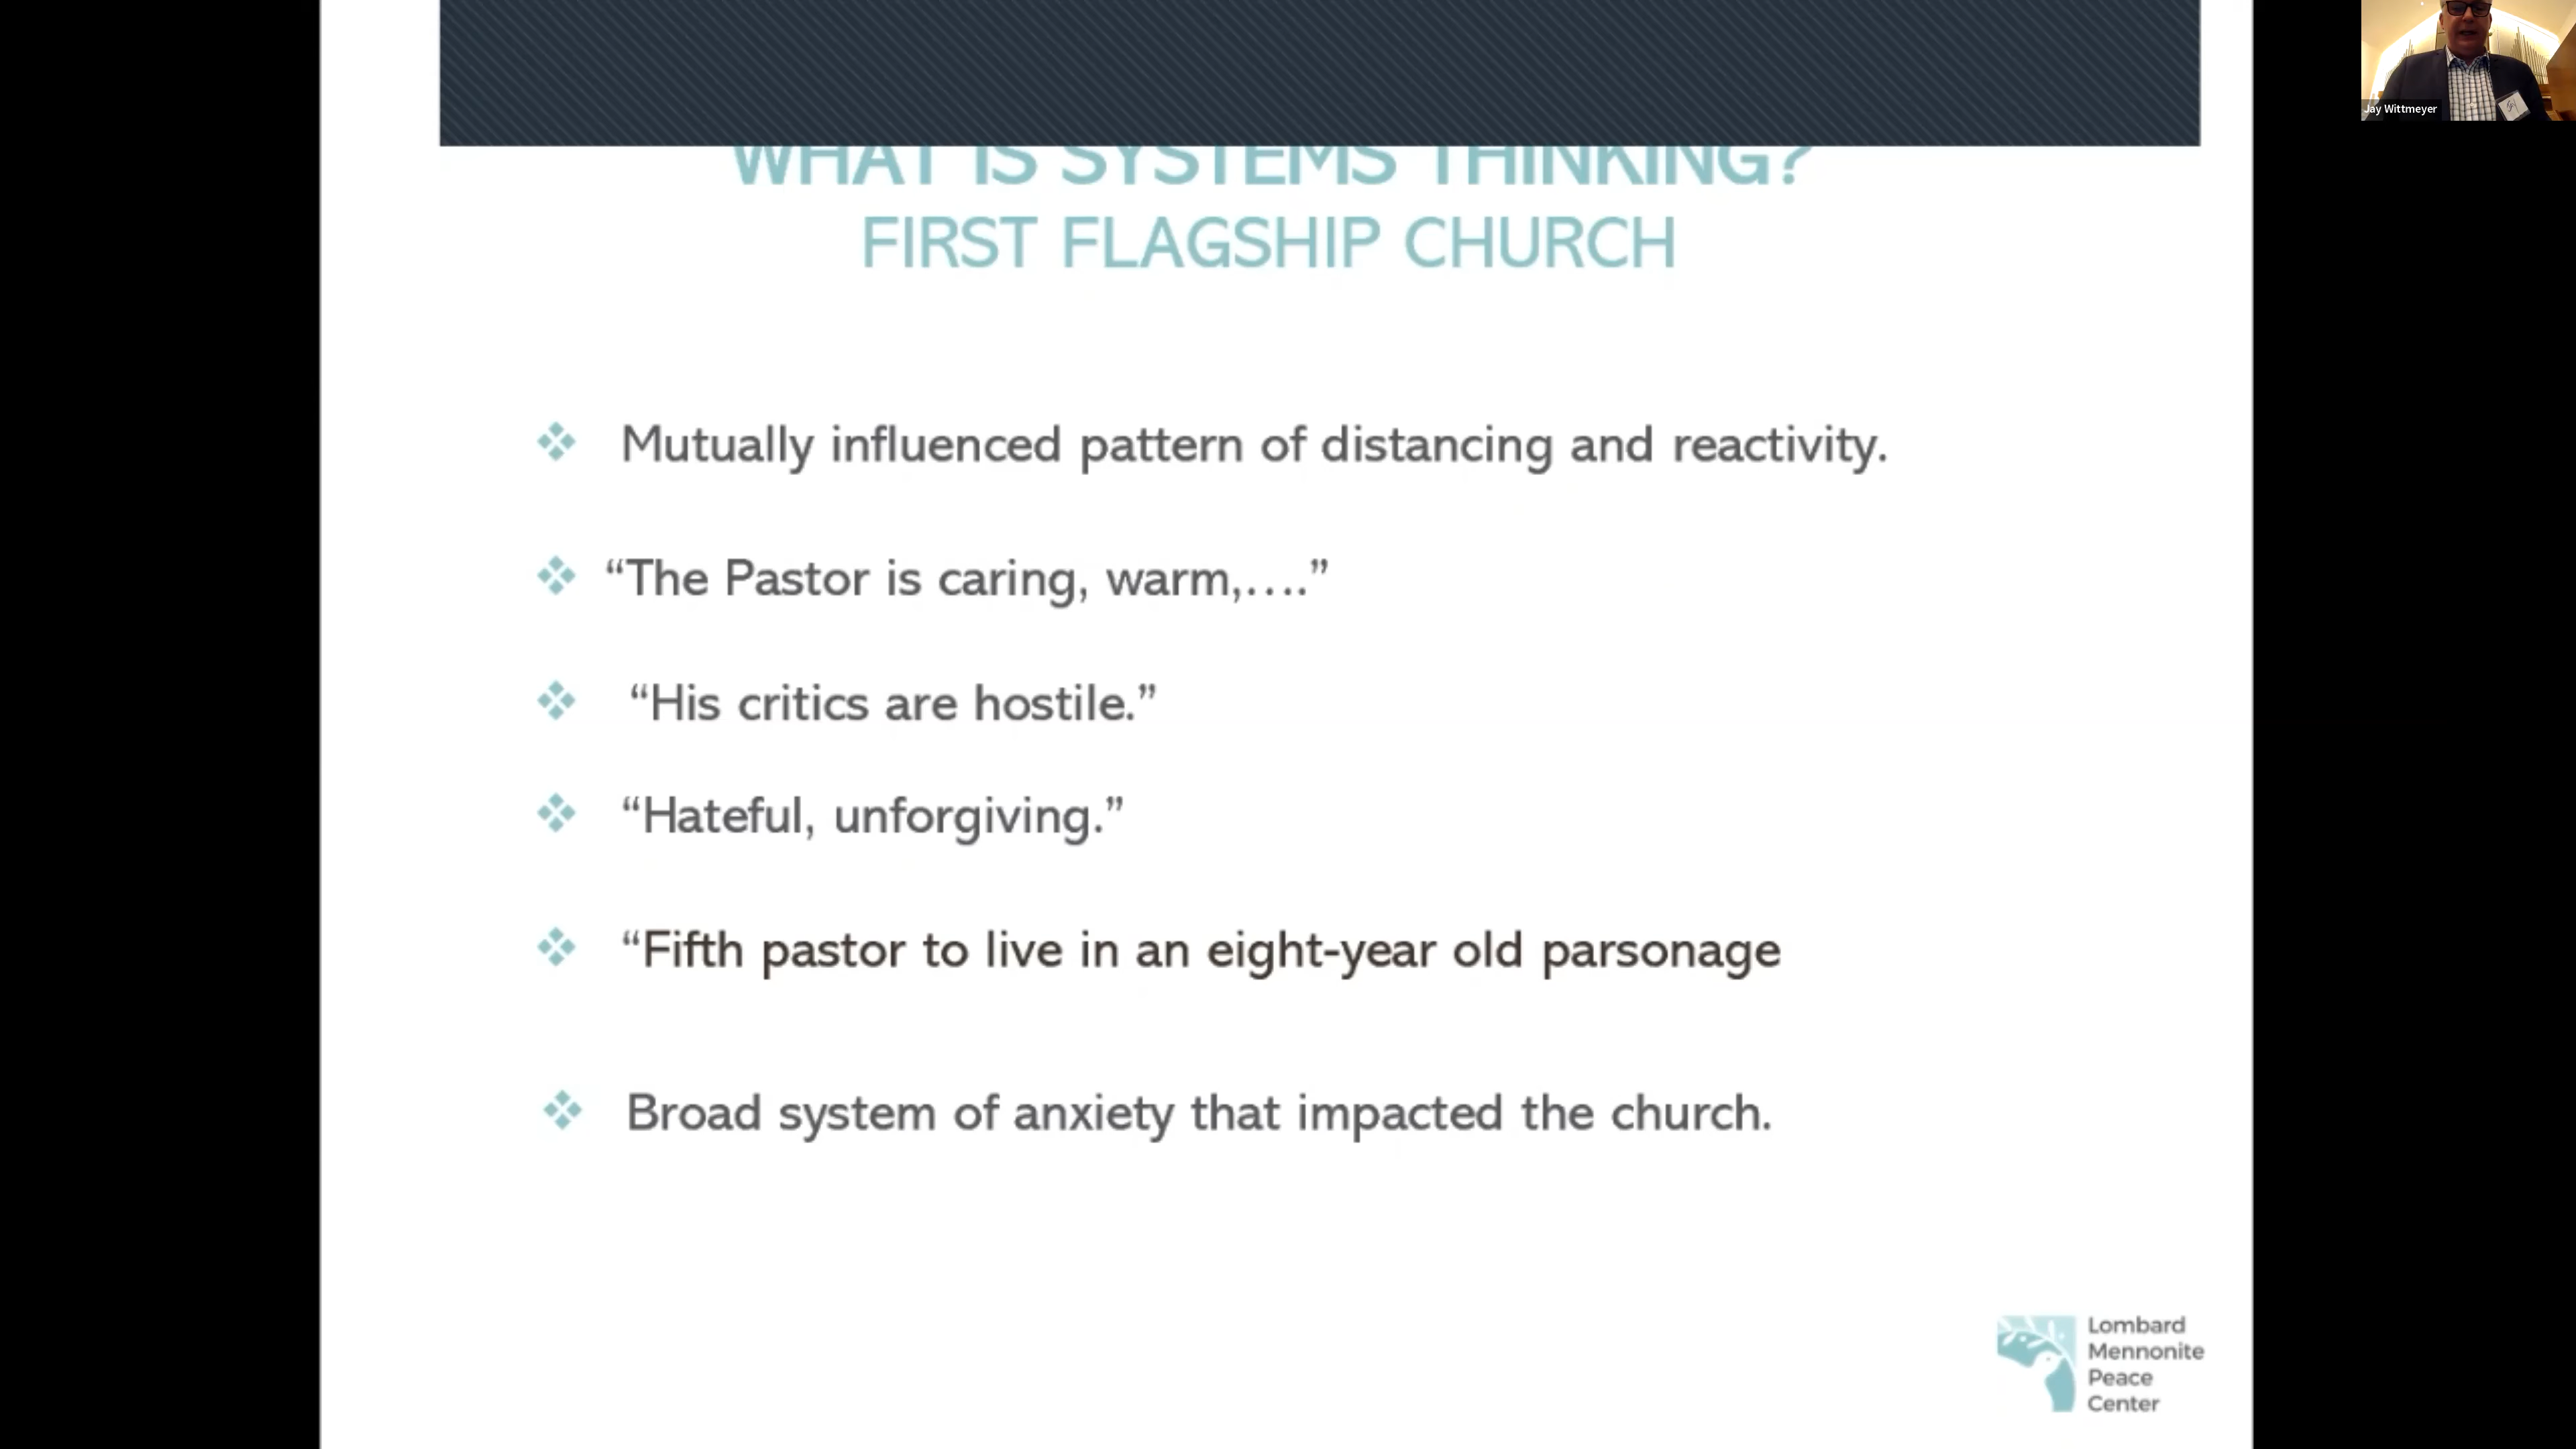 WHAT IS SYSTEMS THINKING?
FIRST FLAGSHIP CHURCH
Mutually influenced pattern of distancing and reactivity.
“The Pastor is caring, warm,….”
“His critics are hostile.”
“Hateful, unforgiving.”
“Fifth pastor to live in an eight-year old parsonage
Broad system of anxiety that impacted the church.
Lombard
Mennonite
Peace
Center
Jay Wittmeyer